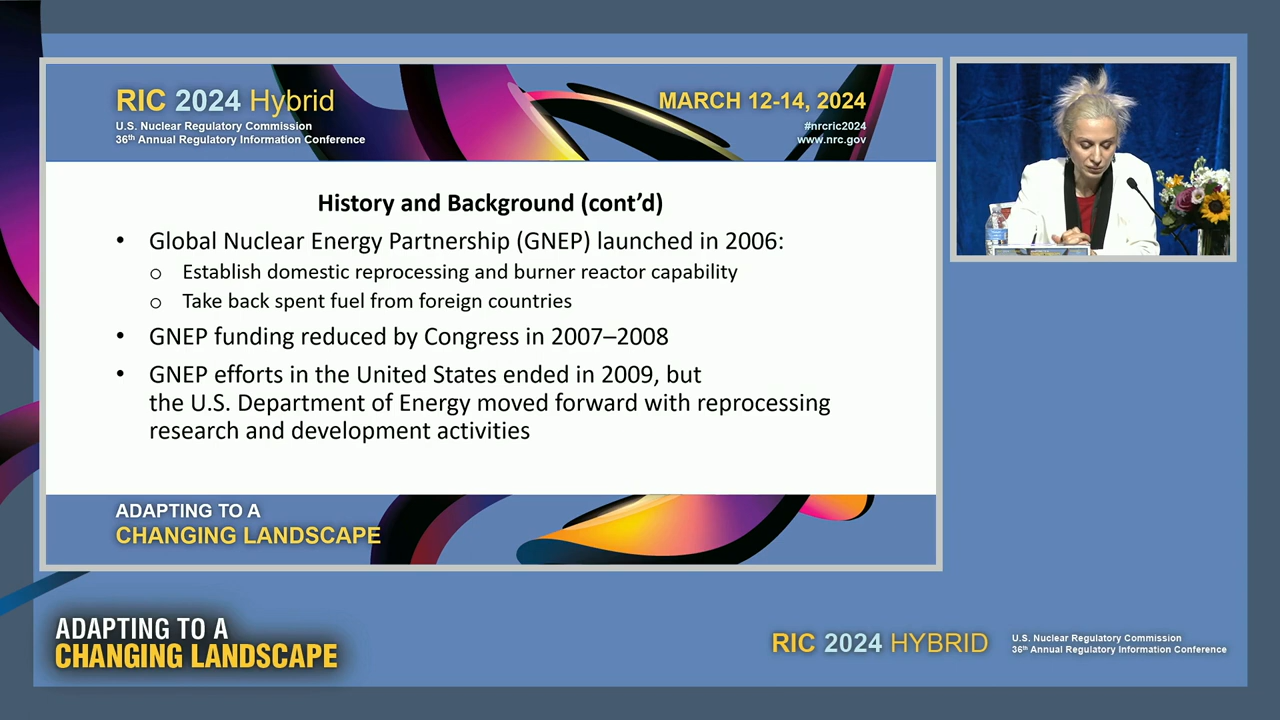 RIC 2024 Hybrid
U.S. Nuclear Regulatory Commission
36th Annual Regulatory Information Conference
MARCH 12-14, 2024
#nrcric2024
www.nrc.gov
History and Background (cont’d)
• Global Nuclear Energy Partnership (GNEP) launched in 2006:
o Establish domestic reprocessing and burner reactor capability
o Take back spent fuel from foreign countries
• GNEP funding reduced by Congress in 2007–2008
• GNEP efforts in the United States ended in 2009, but
the U.S. Department of Energy moved forward with reprocessing
research and development activities
ADAPTING TO A
CHANGING LANDSCAPE
ADAPTING TO A
CHANGING LANDSCAPE
RIC 2024 HYBRID
U.S. Nuclear Regulatory Commission
36th Annual Regulatory Information Conference